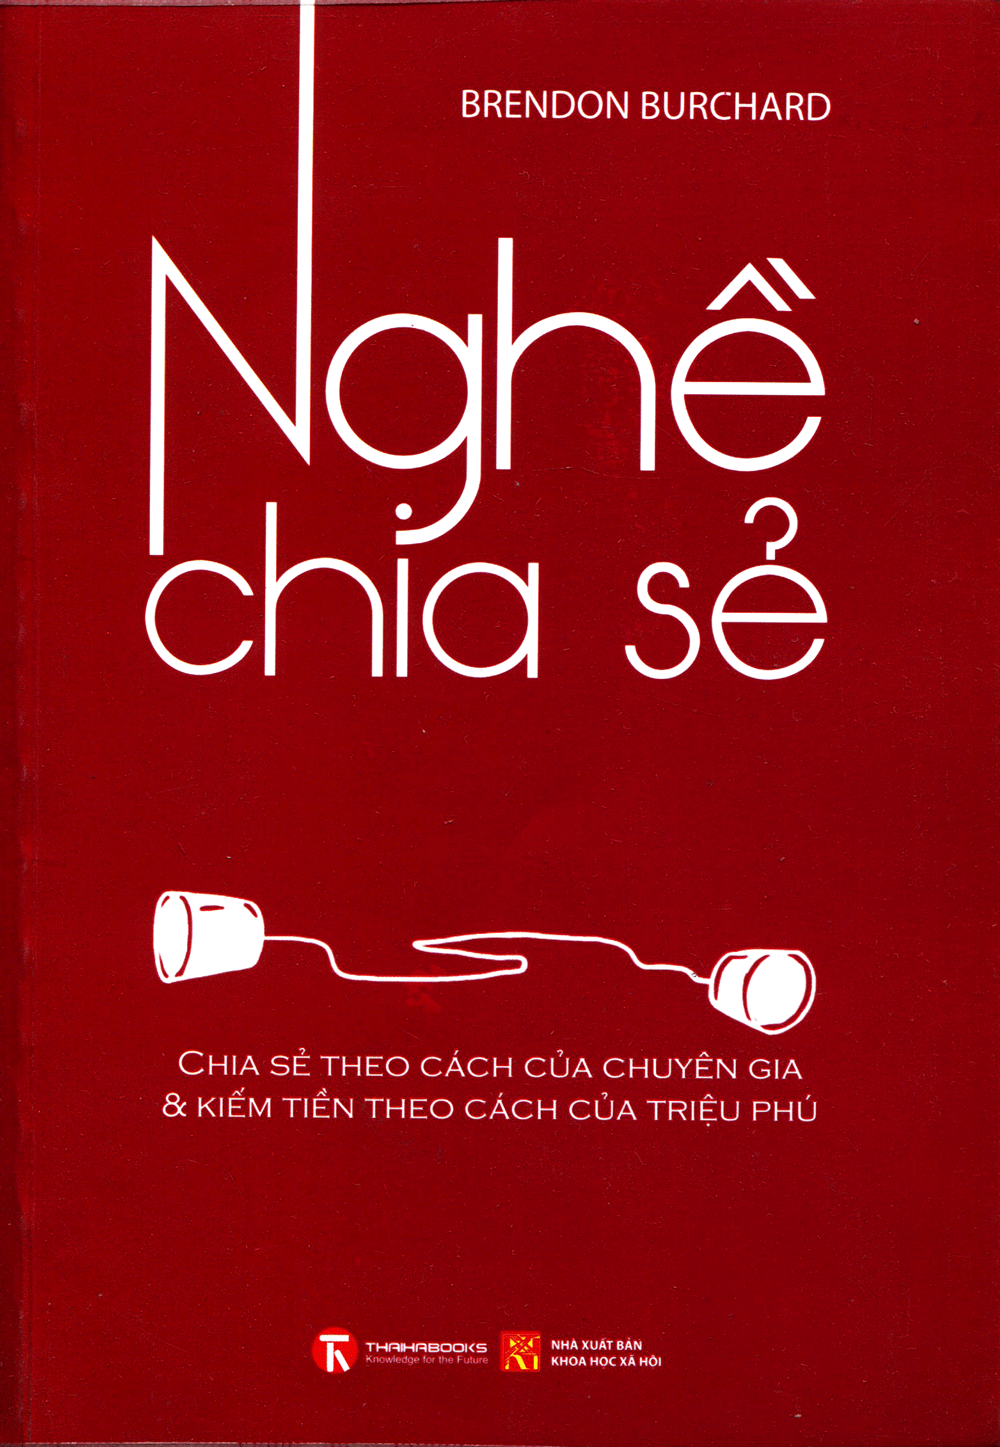 BRENDON BURCHARD
Nghề
chia sẻ
CHIA SẺ THEO CÁCH CỦA CHUYÊN GIA
& KIẾM TIỀN THEO CÁCH CỦA TRIỆU PHÚ
THAIHABOOKS
Knowledge for the Future
NHÀ XUẤT BẢN
KHOA HỌC XÃ HỘI